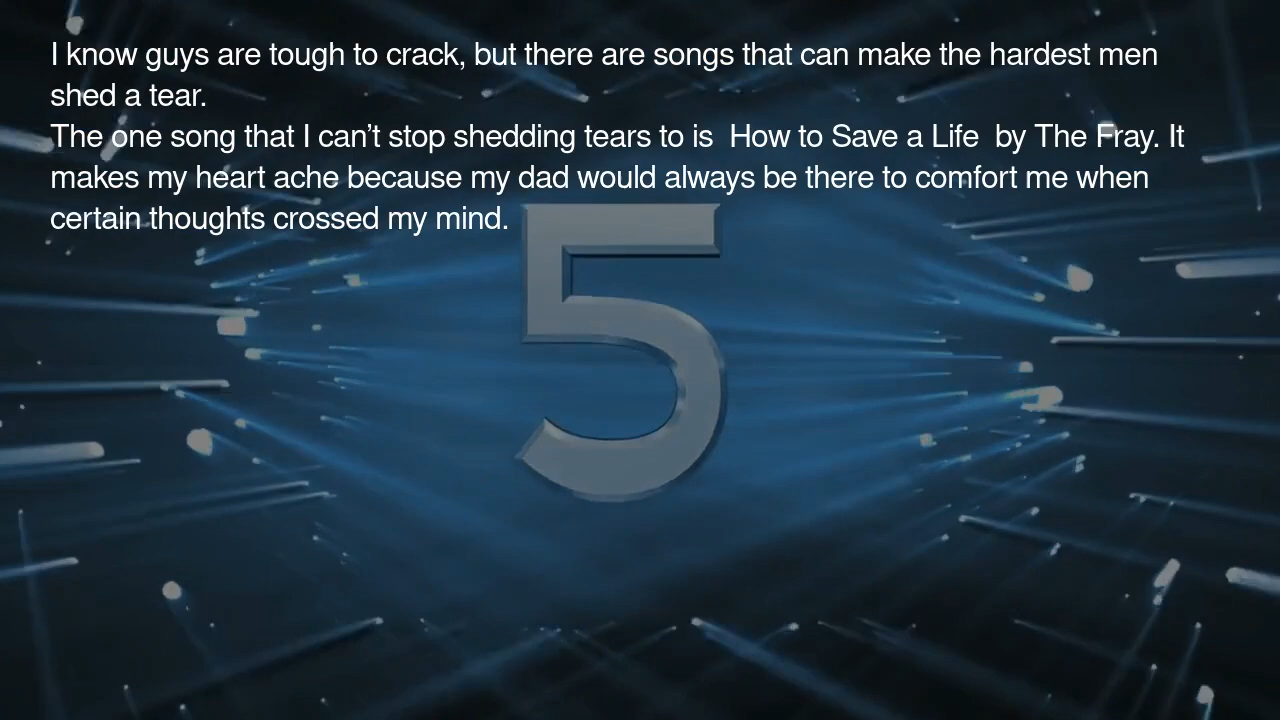 I know guys are tough to crack, but there are songs that can make the hardest men
shed a tear.
The one song that I can’t stop shedding tears to is  How to Save a Life  by The Fray. It
makes my heart ache because my dad would always be there to comfort me when
certain thoughts crossed my mind.
5